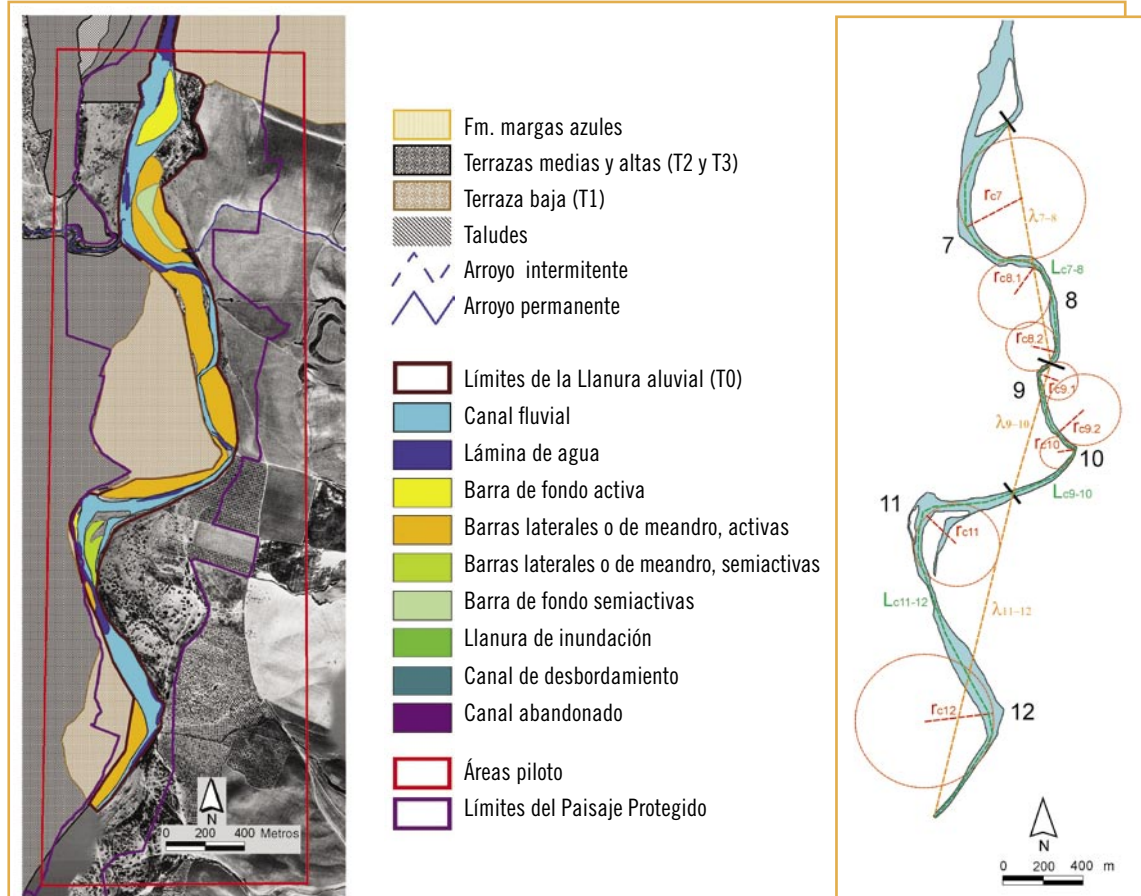 Fm. margas azules
Terrazas medias y altas (T2 y T3)
Terraza baja (T1)
Taludes
Arroyo intermitente
Arroyo permanente
Límites de la Llanura aluvial (T0)
Canal fluvial
Lámina de agua
Barra de fondo activa
Barras laterales o de meandro, activas
Barras laterales o de meandro, semiactivas
Barra de fondo semiactivas
Llanura de inundación
Canal de desbordamiento
Canal abandonado
Áreas piloto
Límites del Paisaje Protegido
N
0 200 400 Metros
rc7
λ7-8
7
Lc7-8
rc8.1
8
rc8.2
9
rc9.1
λ9-10
rc9.2
rc10
10
Lc9-10
11
rc11
Lc11-12
λ11-12
rc12
12
N
0 200 400 m